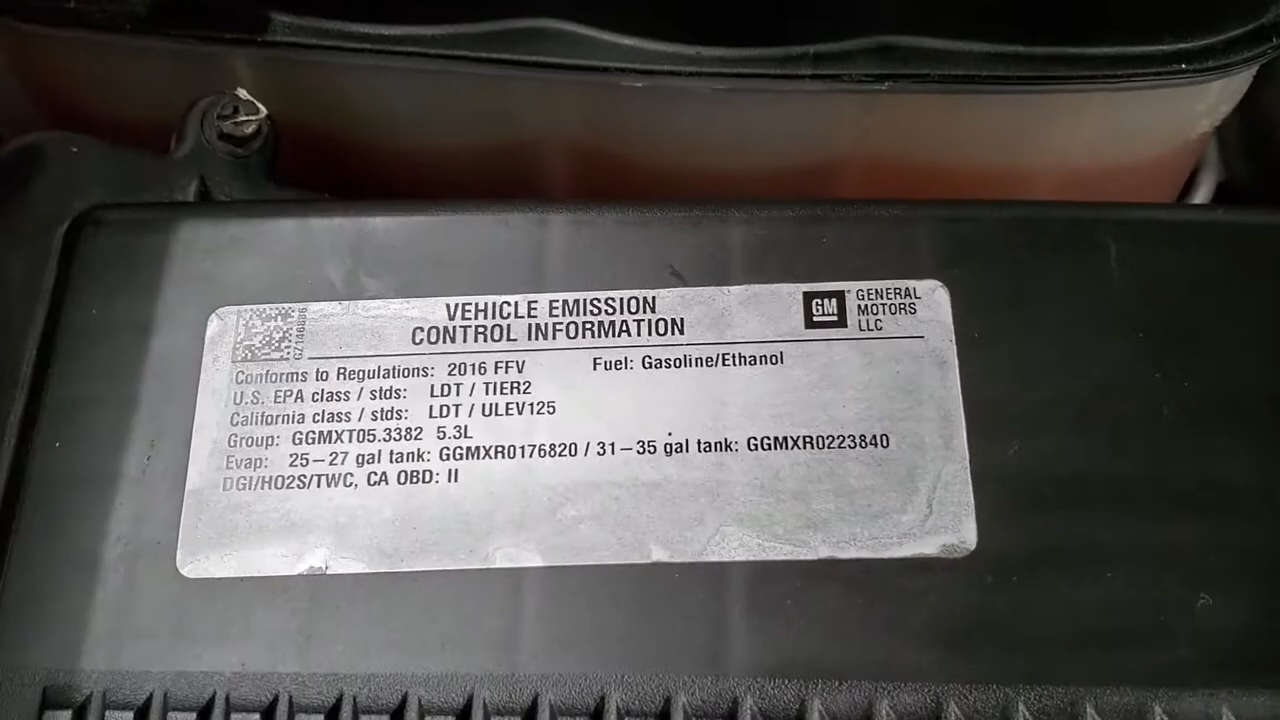 VEHICLE EMISSION
CONTROL INFORMATION
GM
GENERAL
MOTORS
LLC
GZ146886
Conforms to Regulations: 2016 FFV Fuel: Gasoline/Ethanol
U.S. EPA class / stds: LDT / TIER2
California class / stds: LDT / ULEV125
Group: GGMXT05.3382 5.3L
Evap: 25–27 gal tank: GGMXR0176820 / 31–35 gal tank: GGMXR0223840
DGI/HO2S/TWC, CA OBD: II